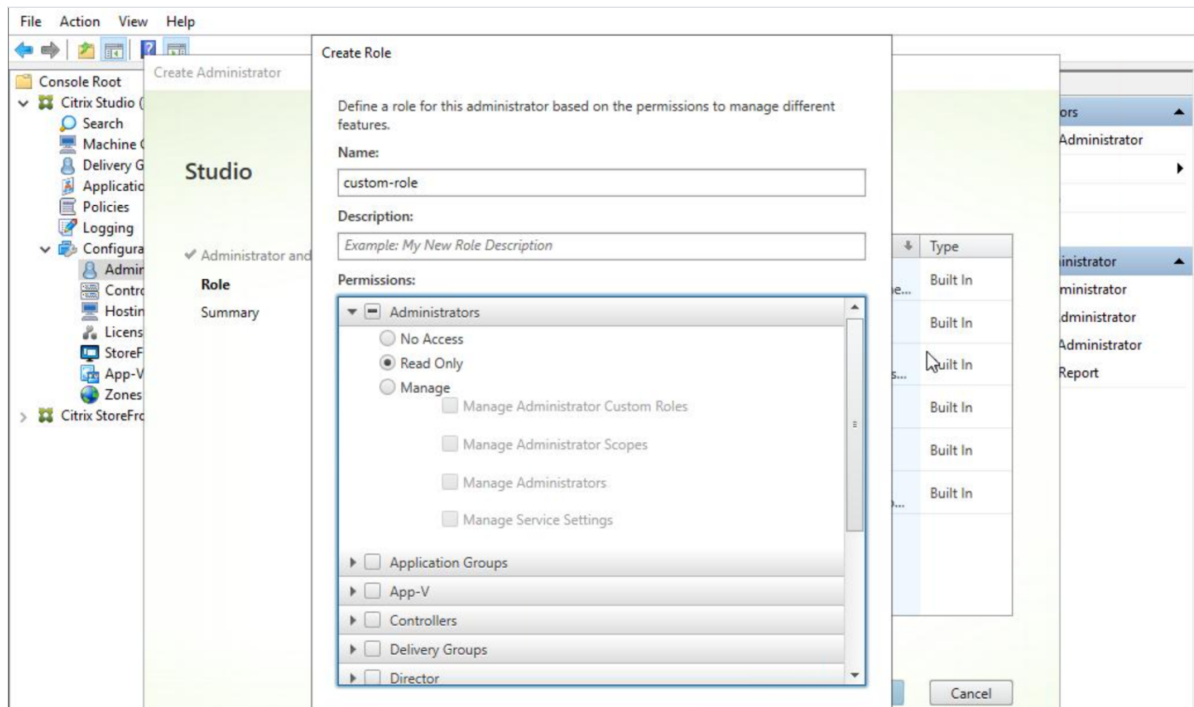 File Action View Help
Create Role
Create Administrator
Console Root
Citrix Studio (
Search
Machine
Delivery G
Applicatio
Policies
Logging
Configura
Admir
Contro
Hostin
Licens
StoreF
App-V
Zones
Citrix StoreFro
Studio
Administrator and
Role
Summary
Define a role for this administrator based on the permissions to manage different
features.
Name:
custom-role
Description:
Example: My New Role Description
Permissions:
Administrators
No Access
Read Only
Manage
Manage Administrator Custom Roles
Manage Administrator Scopes
Manage Administrators
Manage Service Settings
Application Groups
App-V
Controllers
Delivery Groups
Director
Type
e...
Built In
Built In
s...
Built In
Built In
Built In
Built In
Cancel
ors
Administrator
inistrator
ministrator
dministrator
Administrator
Report